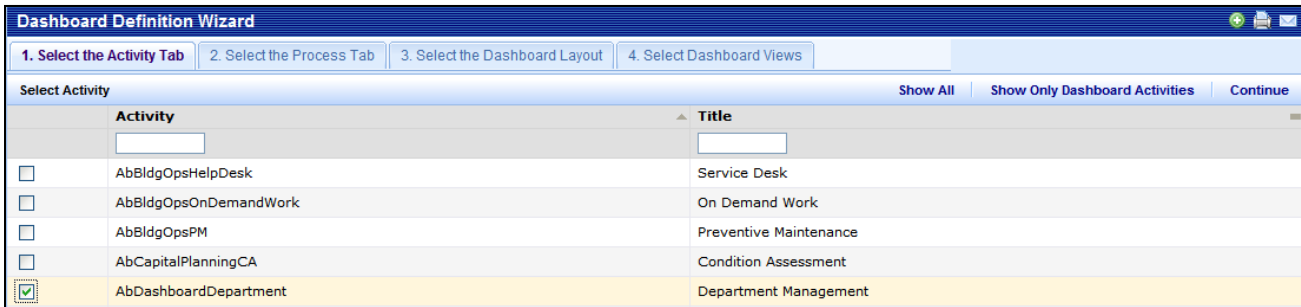 Dashboard Definition Wizard
1. Select the Activity Tab 2. Select the Process Tab 3. Select the Dashboard Layout 4. Select Dashboard Views
Select Activity Show All Show Only Dashboard Activities Continue
Activity Title
AbBldgOpsHelpDesk Service Desk
AbBldgOpsOnDemandWork On Demand Work
AbBldgOpsPM Preventive Maintenance
AbCapitalPlanningCA Condition Assessment
AbDashboardDepartment Department Management